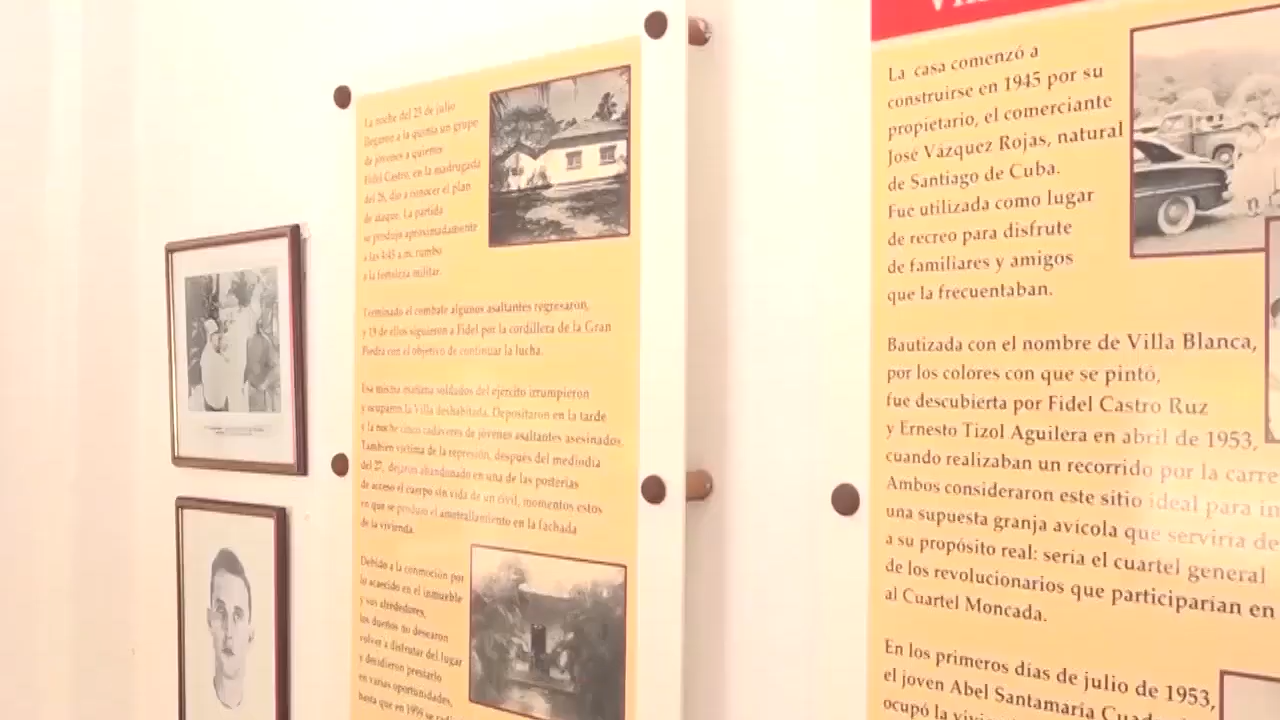 La noche del 25 de julio
llegaron a la quinta un grupo
de jóvenes a quienes
Fidel Castro, en la madrugada
del 26, dio a conocer el plan
de ataque. La partida
se produjo aproximadamente
a las 4:45 a.m. rumbo
a la fortaleza militar.
Terminado el combate algunos asaltantes regresaron,
y 19 de ellos siguieron a Fidel por la cordillera de la Gran
Piedra con el objetivo de continuar la lucha.
Esa misma mañana soldados del ejército irrumpieron
y ocuparon la Villa deshabitada. Depositaron en la tarde
y la noche cinco cadáveres de jóvenes asaltantes asesinados.
También víctima de la represión, después del mediodía
del 27, dejaron abandonado en una de las posterías
de acceso el cuerpo sin vida de un civil, momentos estos
en que se produjo el ametrallamiento en la fachada
de la vivienda.
Debido a la conmoción por
lo acaecido en el inmueble
y sus alrededores,
los dueños no desearon
volver a disfrutar del lugar
y decidieron prestarlo
en varias oportunidades,
hasta que en 1959 se
La casa comenzó a
construirse en 1945 por su
propietario, el comerciante
José Vázquez Rojas, natural
de Santiago de Cuba.
Fue utilizada como lugar
de recreo para disfrute
de familiares y amigos
que la frecuentaban.
Bautizada con el nombre de Villa Blanca,
por los colores con que se pintó,
fue descubierta por Fidel Castro Ruz
y Ernesto Tizol Aguilera en abril de 1953,
cuando realizaban un recorrido por la carre
Ambos consideraron este sitio ideal para in
una supuesta granja avícola que serviría de
a su propósito real: sería el cuartel general
de los revolucionarios que participarían en
al Cuartel Moncada.
En los primeros días de julio de 1953,
el joven Abel Santamaría Cuad
ocupó la vivi